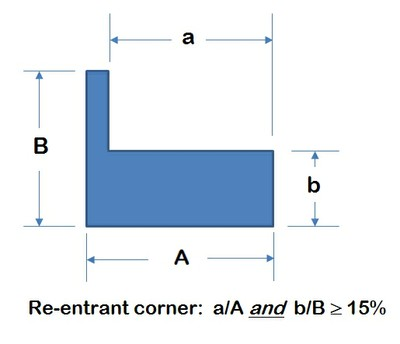 a
B
b
A
Re-entrant corner: a/A and b/B ≥ 15%